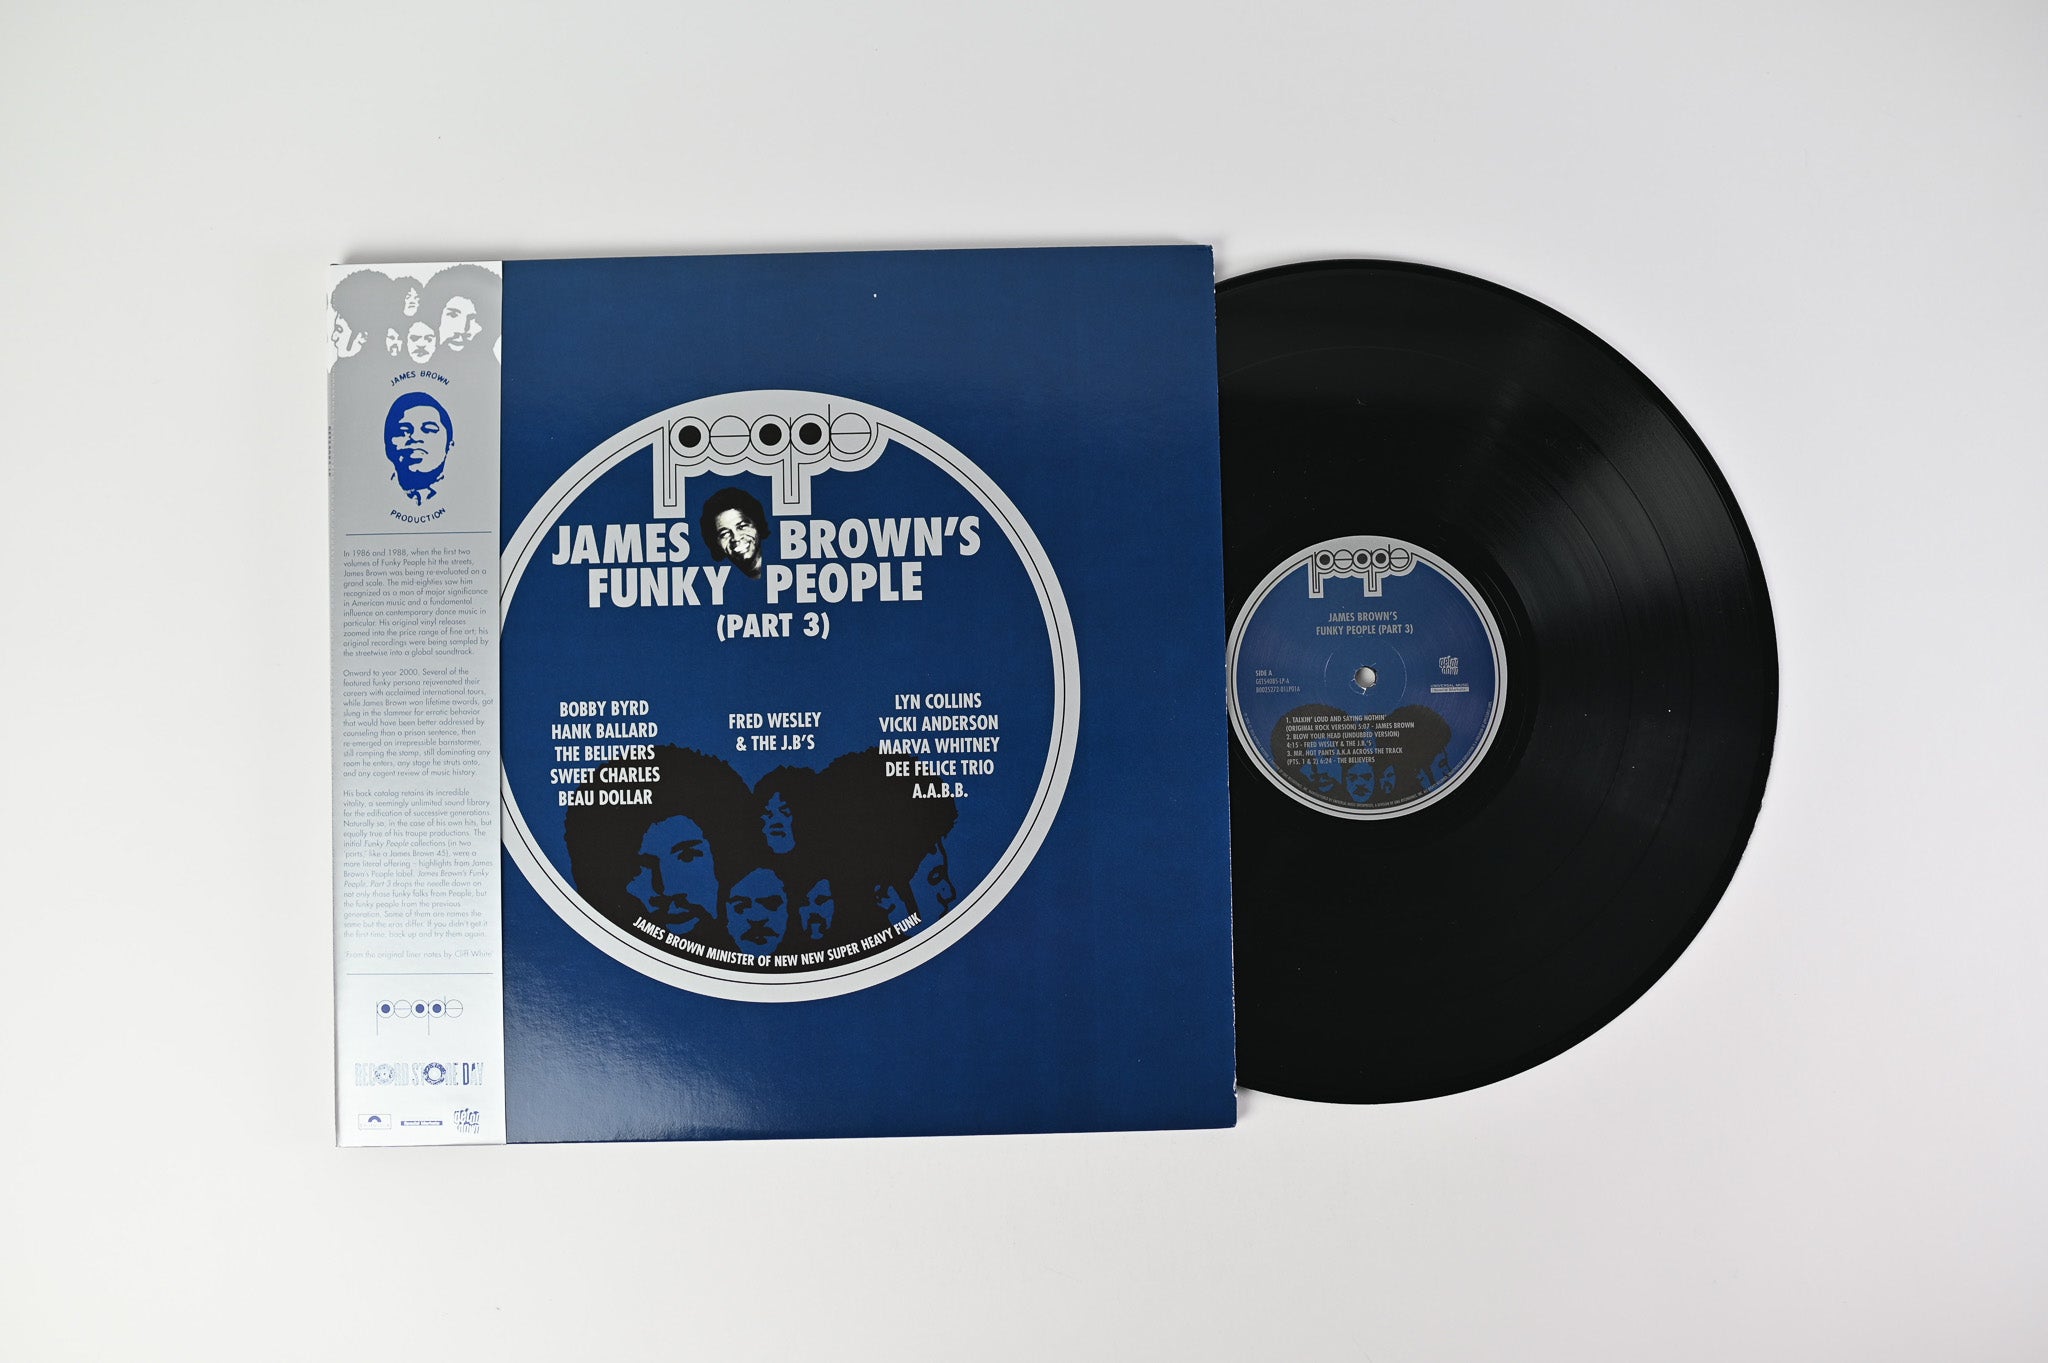 JAMES BROWN
PRODUCTION
In 1986 and 1988, when the first two
volumes of Funky People hit the streets,
James Brown was being re-evaluated on a
grand scale. The mid-eighties saw him
recognized as a man of major significance
in American music and a fundamental
influence on contemporary dance music in
particular. His original vinyl releases
zoomed into the price range of fine art; his
original recordings were being sampled by
the streetwise into a global soundtrack.
Onward to year 2000. Several of the
featured funky persona rejuvenated their
careers with acclaimed international tours,
while James Brown won lifetime awards, got
slung in the slammer for erratic behavior
that would have been better addressed by
counseling than a prison sentence, then
re-emerged an irrepressible barnstormer,
still romping the stomp, still dominating any
room he enters, any stage he struts onto,
and any cogent review of music history.
His back catalog retains its incredible
vitality, a seemingly unlimited sound library
for the edification of successive generations.
Naturally so, in the case of his own hits, but
equally true of his troupe productions. The
initial Funky People collections (in two
"parts," like a James Brown 45), were a
more literal offering – highlights from James
Brown's People label. James Brown's Funky
People, Part 3 drops the needle down on
not only those funky folks from People, but
the funky people from the previous
generation. Some of them are names the
same but the eras differ. If you didn't get it
the first time, back up and try them again.
*From the original liner notes by Cliff White*
people
RECORD STORE DAY
people
JAMES BROWN'S
FUNKY PEOPLE
(PART 3)
BOBBY BYRD
HANK BALLARD
THE BELIEVERS
SWEET CHARLES
BEAU DOLLAR
FRED WESLEY
& THE J.B'S
LYN COLLINS
VICKI ANDERSON
MARVA WHITNEY
DEE FELICE TRIO
A.A.B.B.
JAMES BROWN MINISTER OF NEW NEW SUPER HEAVY FUNK
people
JAMES BROWN'S
FUNKY PEOPLE (PART 3)
SIDE A
GET54085-LP-A
B0025272-01LP01A
UNIVERSAL MUSIC
1. TALKIN' LOUD AND SAYING NOTHIN'
(ORIGINAL ROCK VERSION) 5:07 - JAMES BROWN
2. BLOW YOUR HEAD (UNDUBBED VERSION)
4:15 - FRED WESLEY & THE J.B.'S
3. MR. HOT PANTS A.K.A ACROSS THE TRACK
(PTS. 1 & 2) 6:24 - THE BELIEVERS